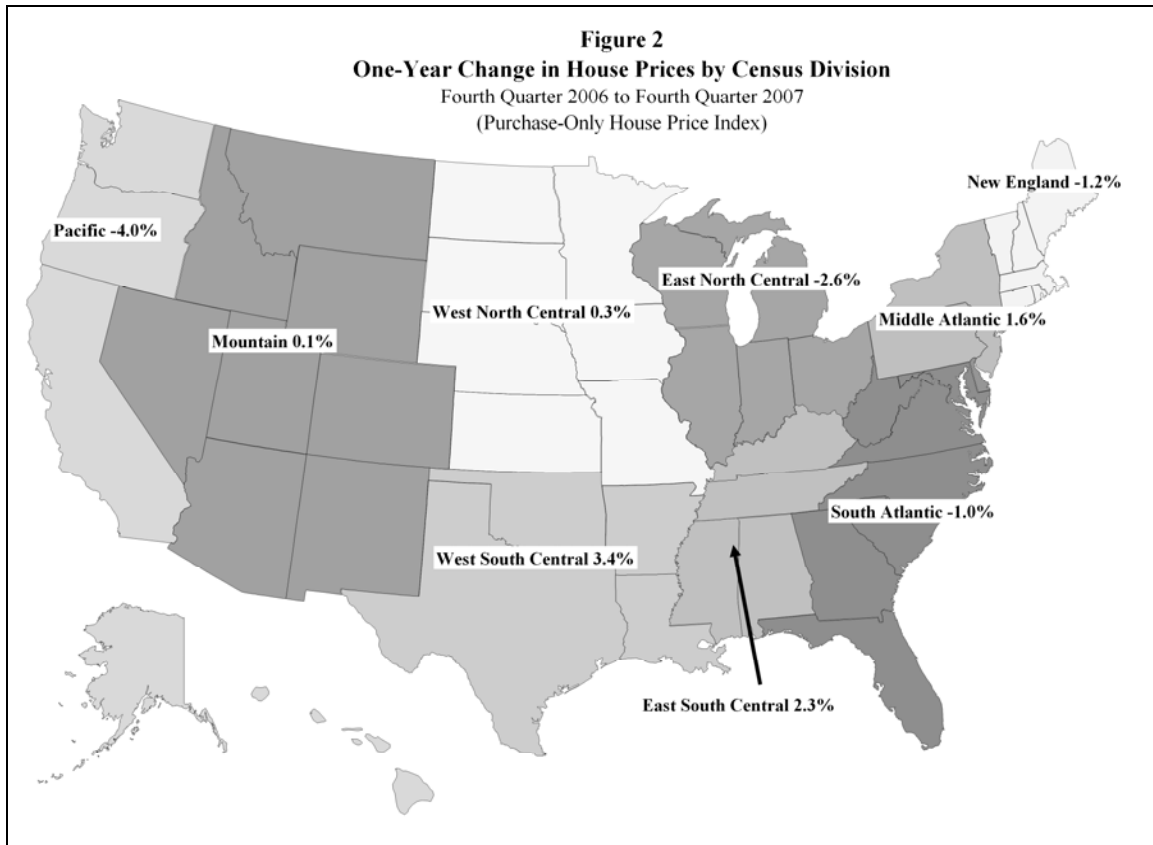 Figure 2
One-Year Change in House Prices by Census Division
Fourth Quarter 2006 to Fourth Quarter 2007
(Purchase-Only House Price Index)
New England -1.2%
Pacific -4.0%
East North Central -2.6%
West North Central 0.3%
Middle Atlantic 1.6%
Mountain 0.1%
South Atlantic -1.0%
West South Central 3.4%
East South Central 2.3%